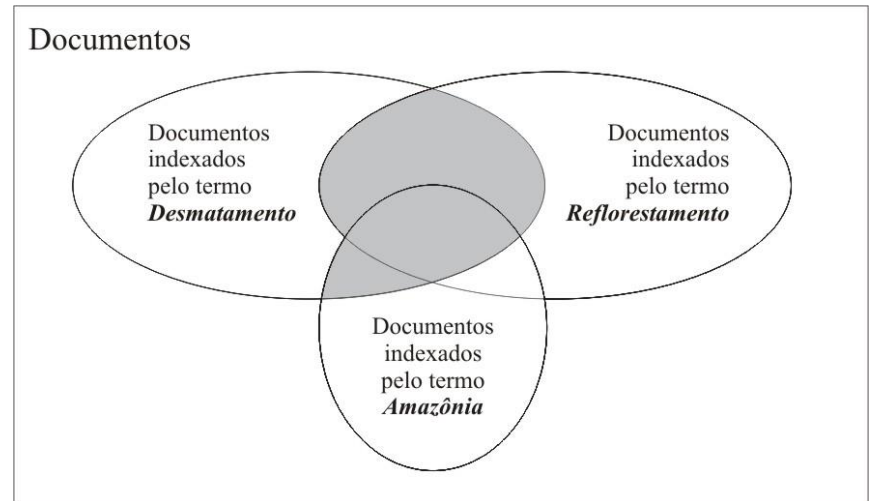 Documentos
Documentos
indexados
pelo termo
Desmatamento
Documentos
indexados
pelo termo
Reflorestamento
Documentos
indexados
pelo termo
Amazônia